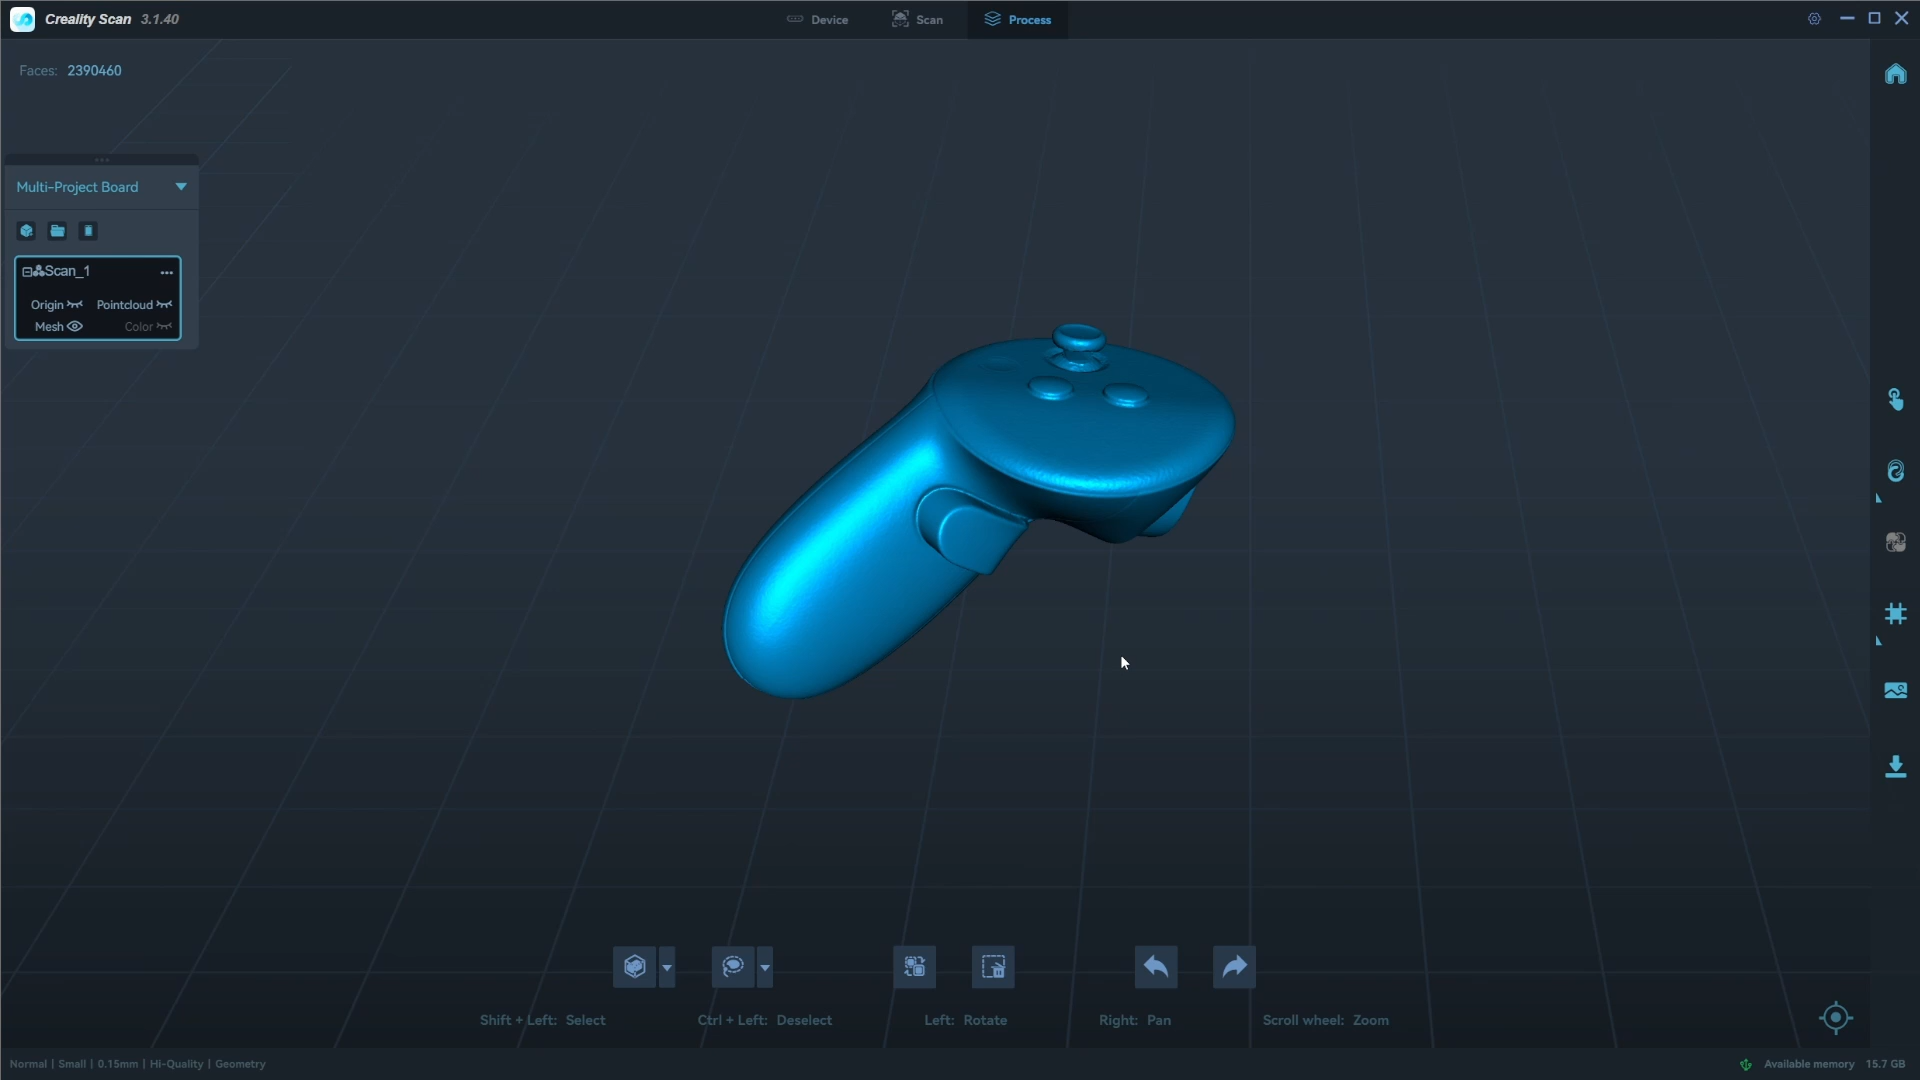 Creality Scan 3.1.40
Device
Scan
Process
Faces: 2390460
Multi-Project Board
Scan_1
Origin
Pointcloud
Mesh
Color
Shift + Left: Select
Ctrl + Left: Deselect
Left: Rotate
Right: Pan
Scroll wheel: Zoom
Normal | Small | 0.15mm | Hi-Quality | Geometry
Available memory 15.7 GB